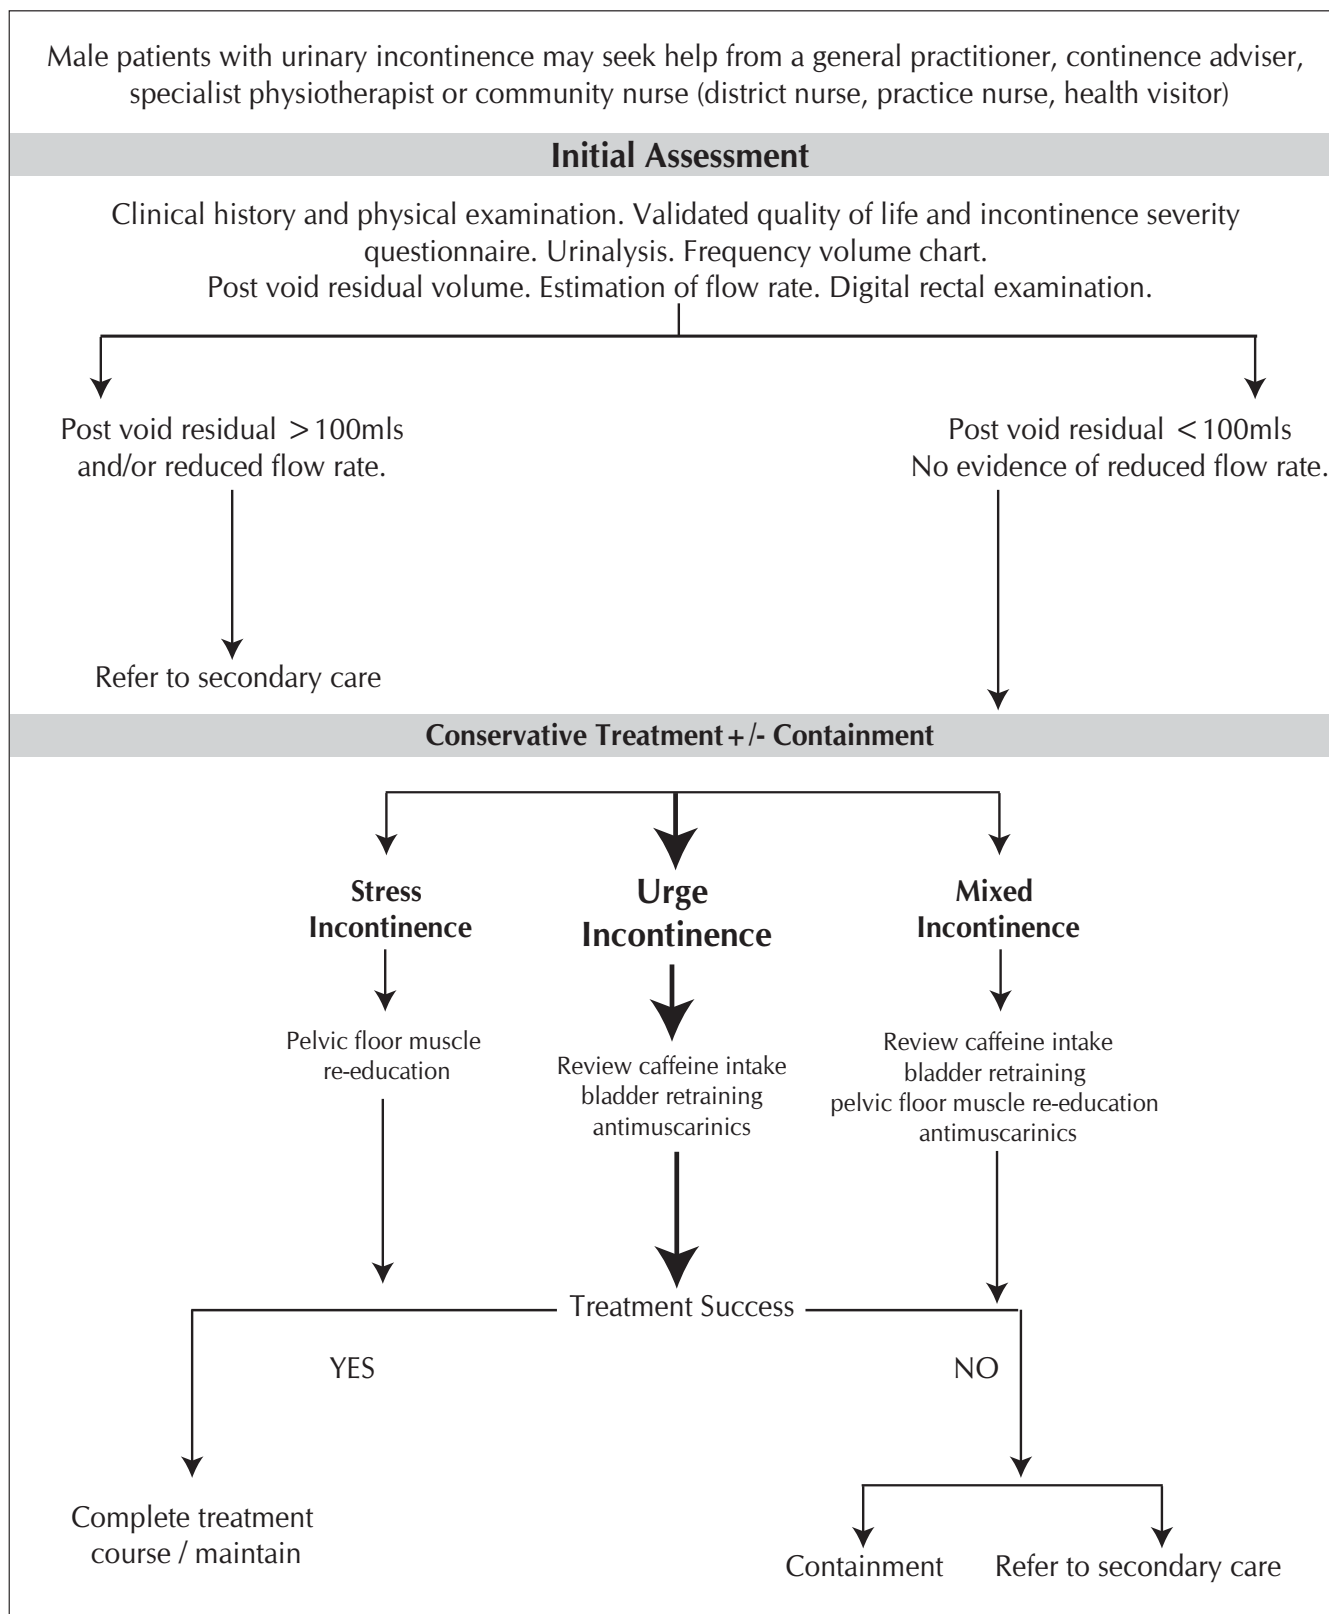 Male patients with urinary incontinence may seek help from a general practitioner, continence adviser,
specialist physiotherapist or community nurse (district nurse, practice nurse, health visitor)
Initial Assessment
Clinical history and physical examination. Validated quality of life and incontinence severity
questionnaire. Urinalysis. Frequency volume chart.
Post void residual volume. Estimation of flow rate. Digital rectal examination.
Post void residual >100mls
and/or reduced flow rate.
Post void residual <100mls
No evidence of reduced flow rate.
Refer to secondary care
Conservative Treatment +/- Containment
Stress
Incontinence
Urge
Incontinence
Mixed
Incontinence
Pelvic floor muscle
re-education
Review caffeine intake
bladder retraining
antimuscarinics
Review caffeine intake
bladder retraining
pelvic floor muscle re-education
antimuscarinics
Treatment Success
YES
NO
Complete treatment
course / maintain
Containment
Refer to secondary care